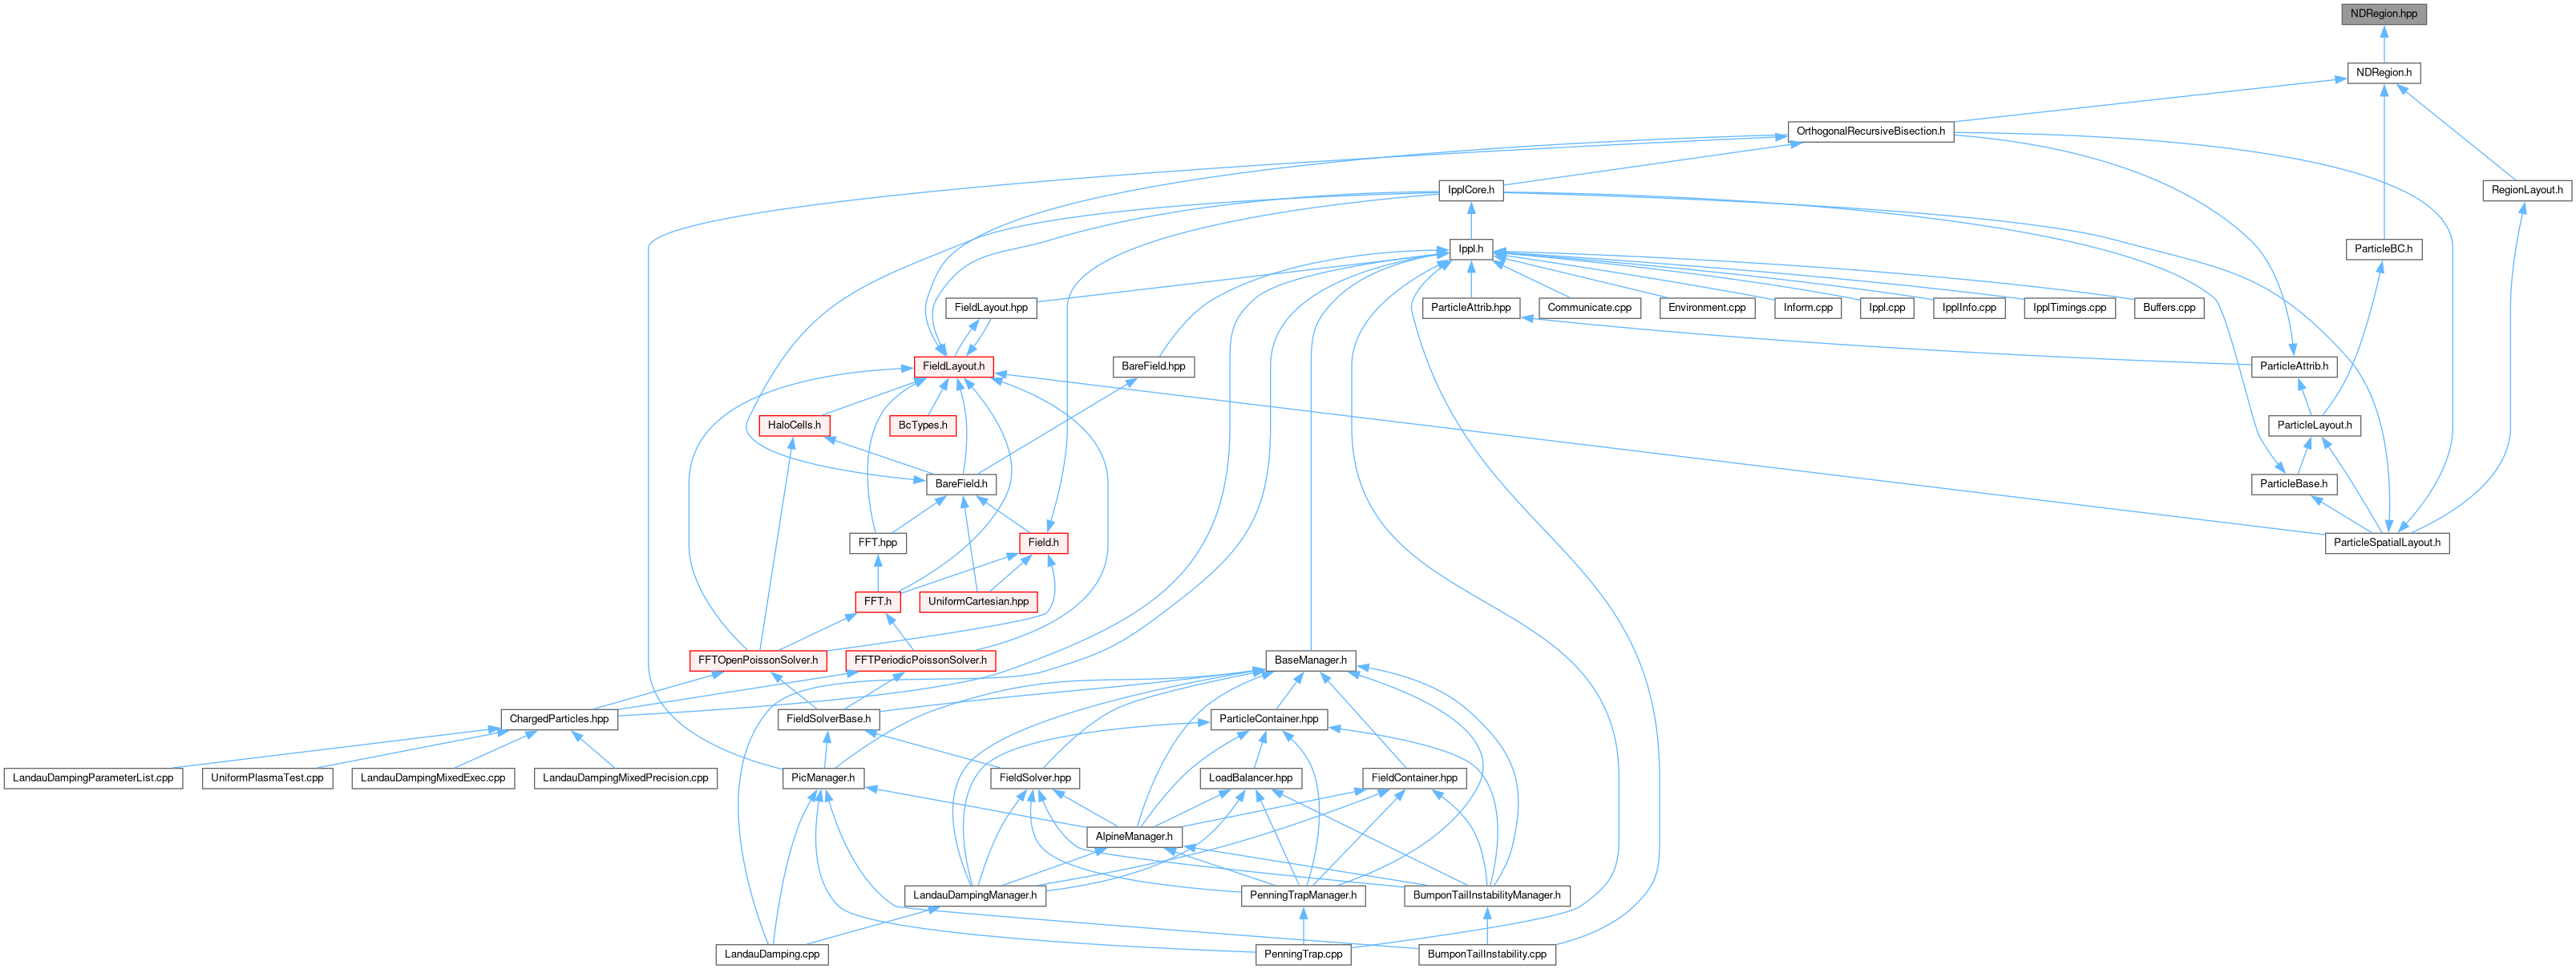 NDRegion.hpp
NDRegion.h
OrthogonalRecursiveBisection.h
IpplCore.h
RegionLayout.h
Ippl.h
ParticleBC.h
FieldLayout.hpp
ParticleAttrib.hpp
Communicate.cpp
Environment.cpp
Inform.cpp
Ippl.cpp
IpplInfo.cpp
IpplTimings.cpp
Buffers.cpp
FieldLayout.h
BareField.hpp
ParticleAttrib.h
HaloCells.h
BcTypes.h
ParticleLayout.h
BareField.h
ParticleBase.h
FFT.hpp
Field.h
ParticleSpatialLayout.h
FFT.h
UniformCartesian.hpp
FFTOpenPoissonSolver.h
FFTPeriodicPoissonSolver.h
BaseManager.h
ChargedParticles.hpp
FieldSolverBase.h
ParticleContainer.hpp
LandauDampingParameterList.cpp
UniformPlasmaTest.cpp
LandauDampingMixedExec.cpp
LandauDampingMixedPrecision.cpp
PicManager.h
FieldSolver.hpp
LoadBalancer.hpp
FieldContainer.hpp
AlpineManager.h
LandauDampingManager.h
PenningTrapManager.h
BumponTailInstabilityManager.h
LandauDamping.cpp
PenningTrap.cpp
BumponTailInstability.cpp